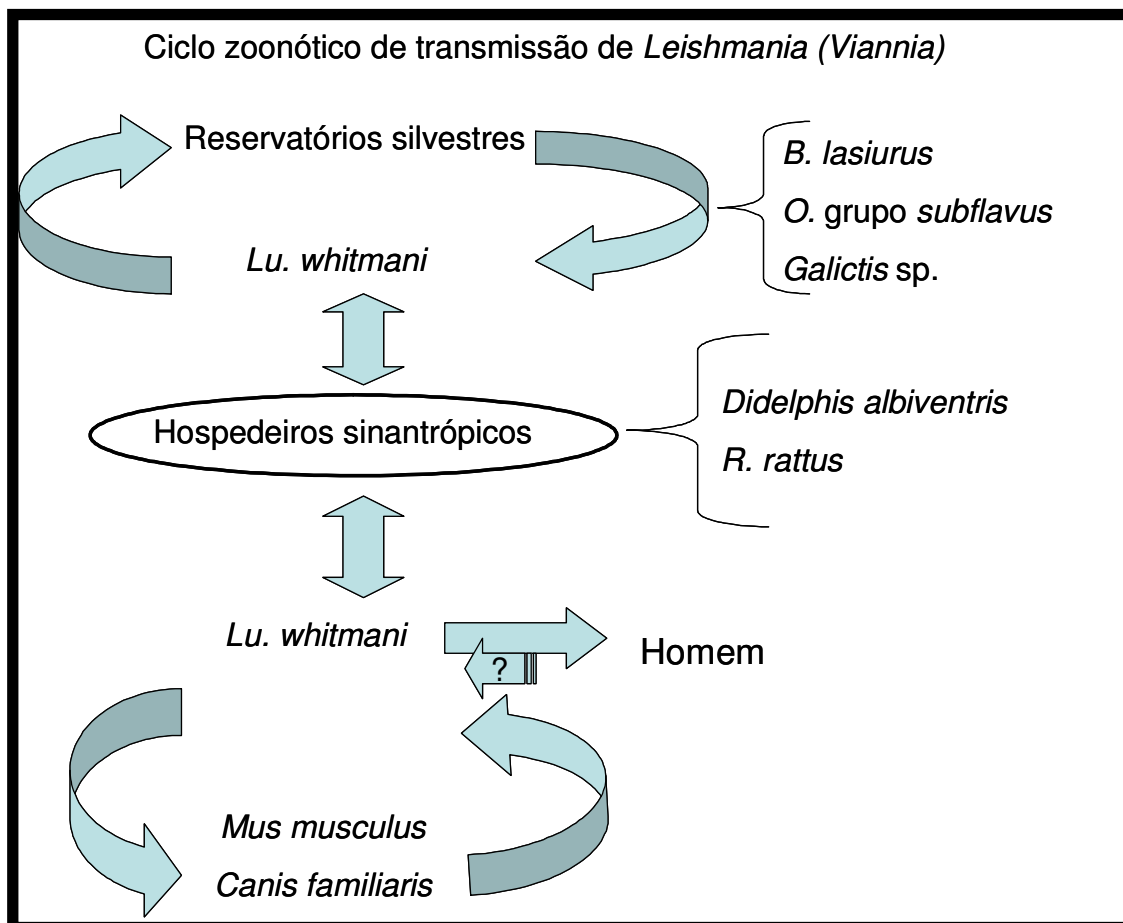 Ciclo zoonótico de transmissão de Leishmania (Viannia)
Reservatórios silvestres
B. lasiurus
O. grupo subflavus
Galictis sp.
Lu. whitmani
Hospedeiros sinantrópicos
Didelphis albiventris
R. rattus
Lu. whitmani
?
Homem
Mus musculus
Canis familiaris